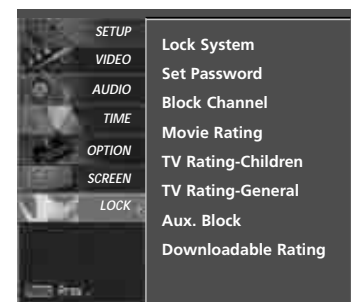 SETUP
VIDEO
AUDIO
TIME
OPTION
SCREEN
LOCK
Lock System
Set Password
Block Channel
Movie Rating
TV Rating-Children
TV Rating-General
Aux. Block
Downloadable Rating